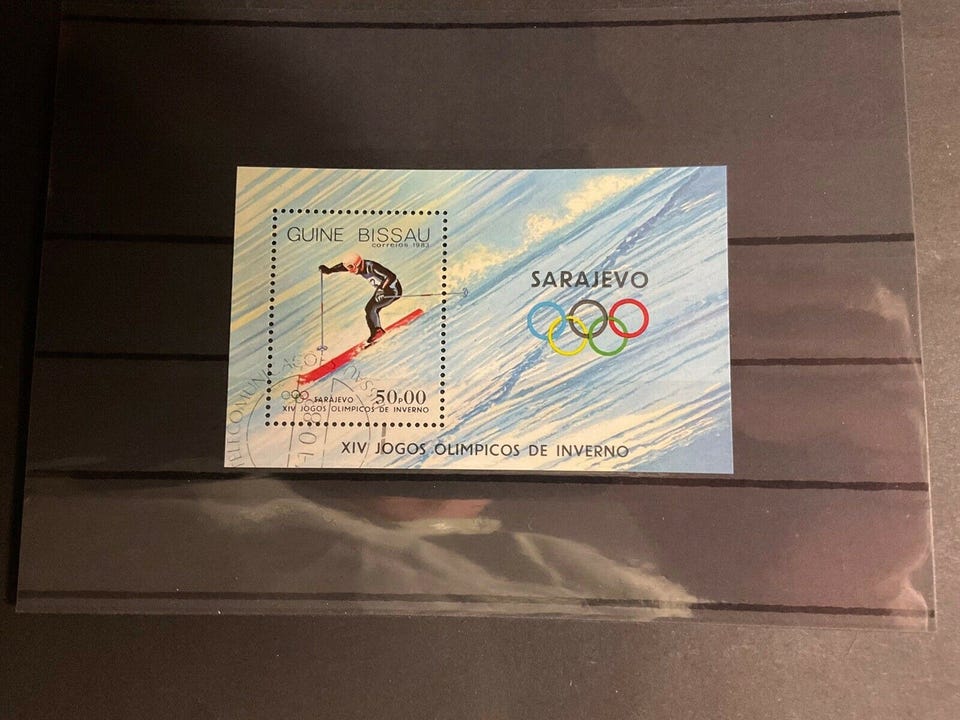 GUINE BISSAU
correios 1983
SARAJEVO
SARAJEVO 50P00
XIV JOGOS OLIMPICOS DE INVERNO
XIV JOGOS OLIMPICOS DE INVERNO